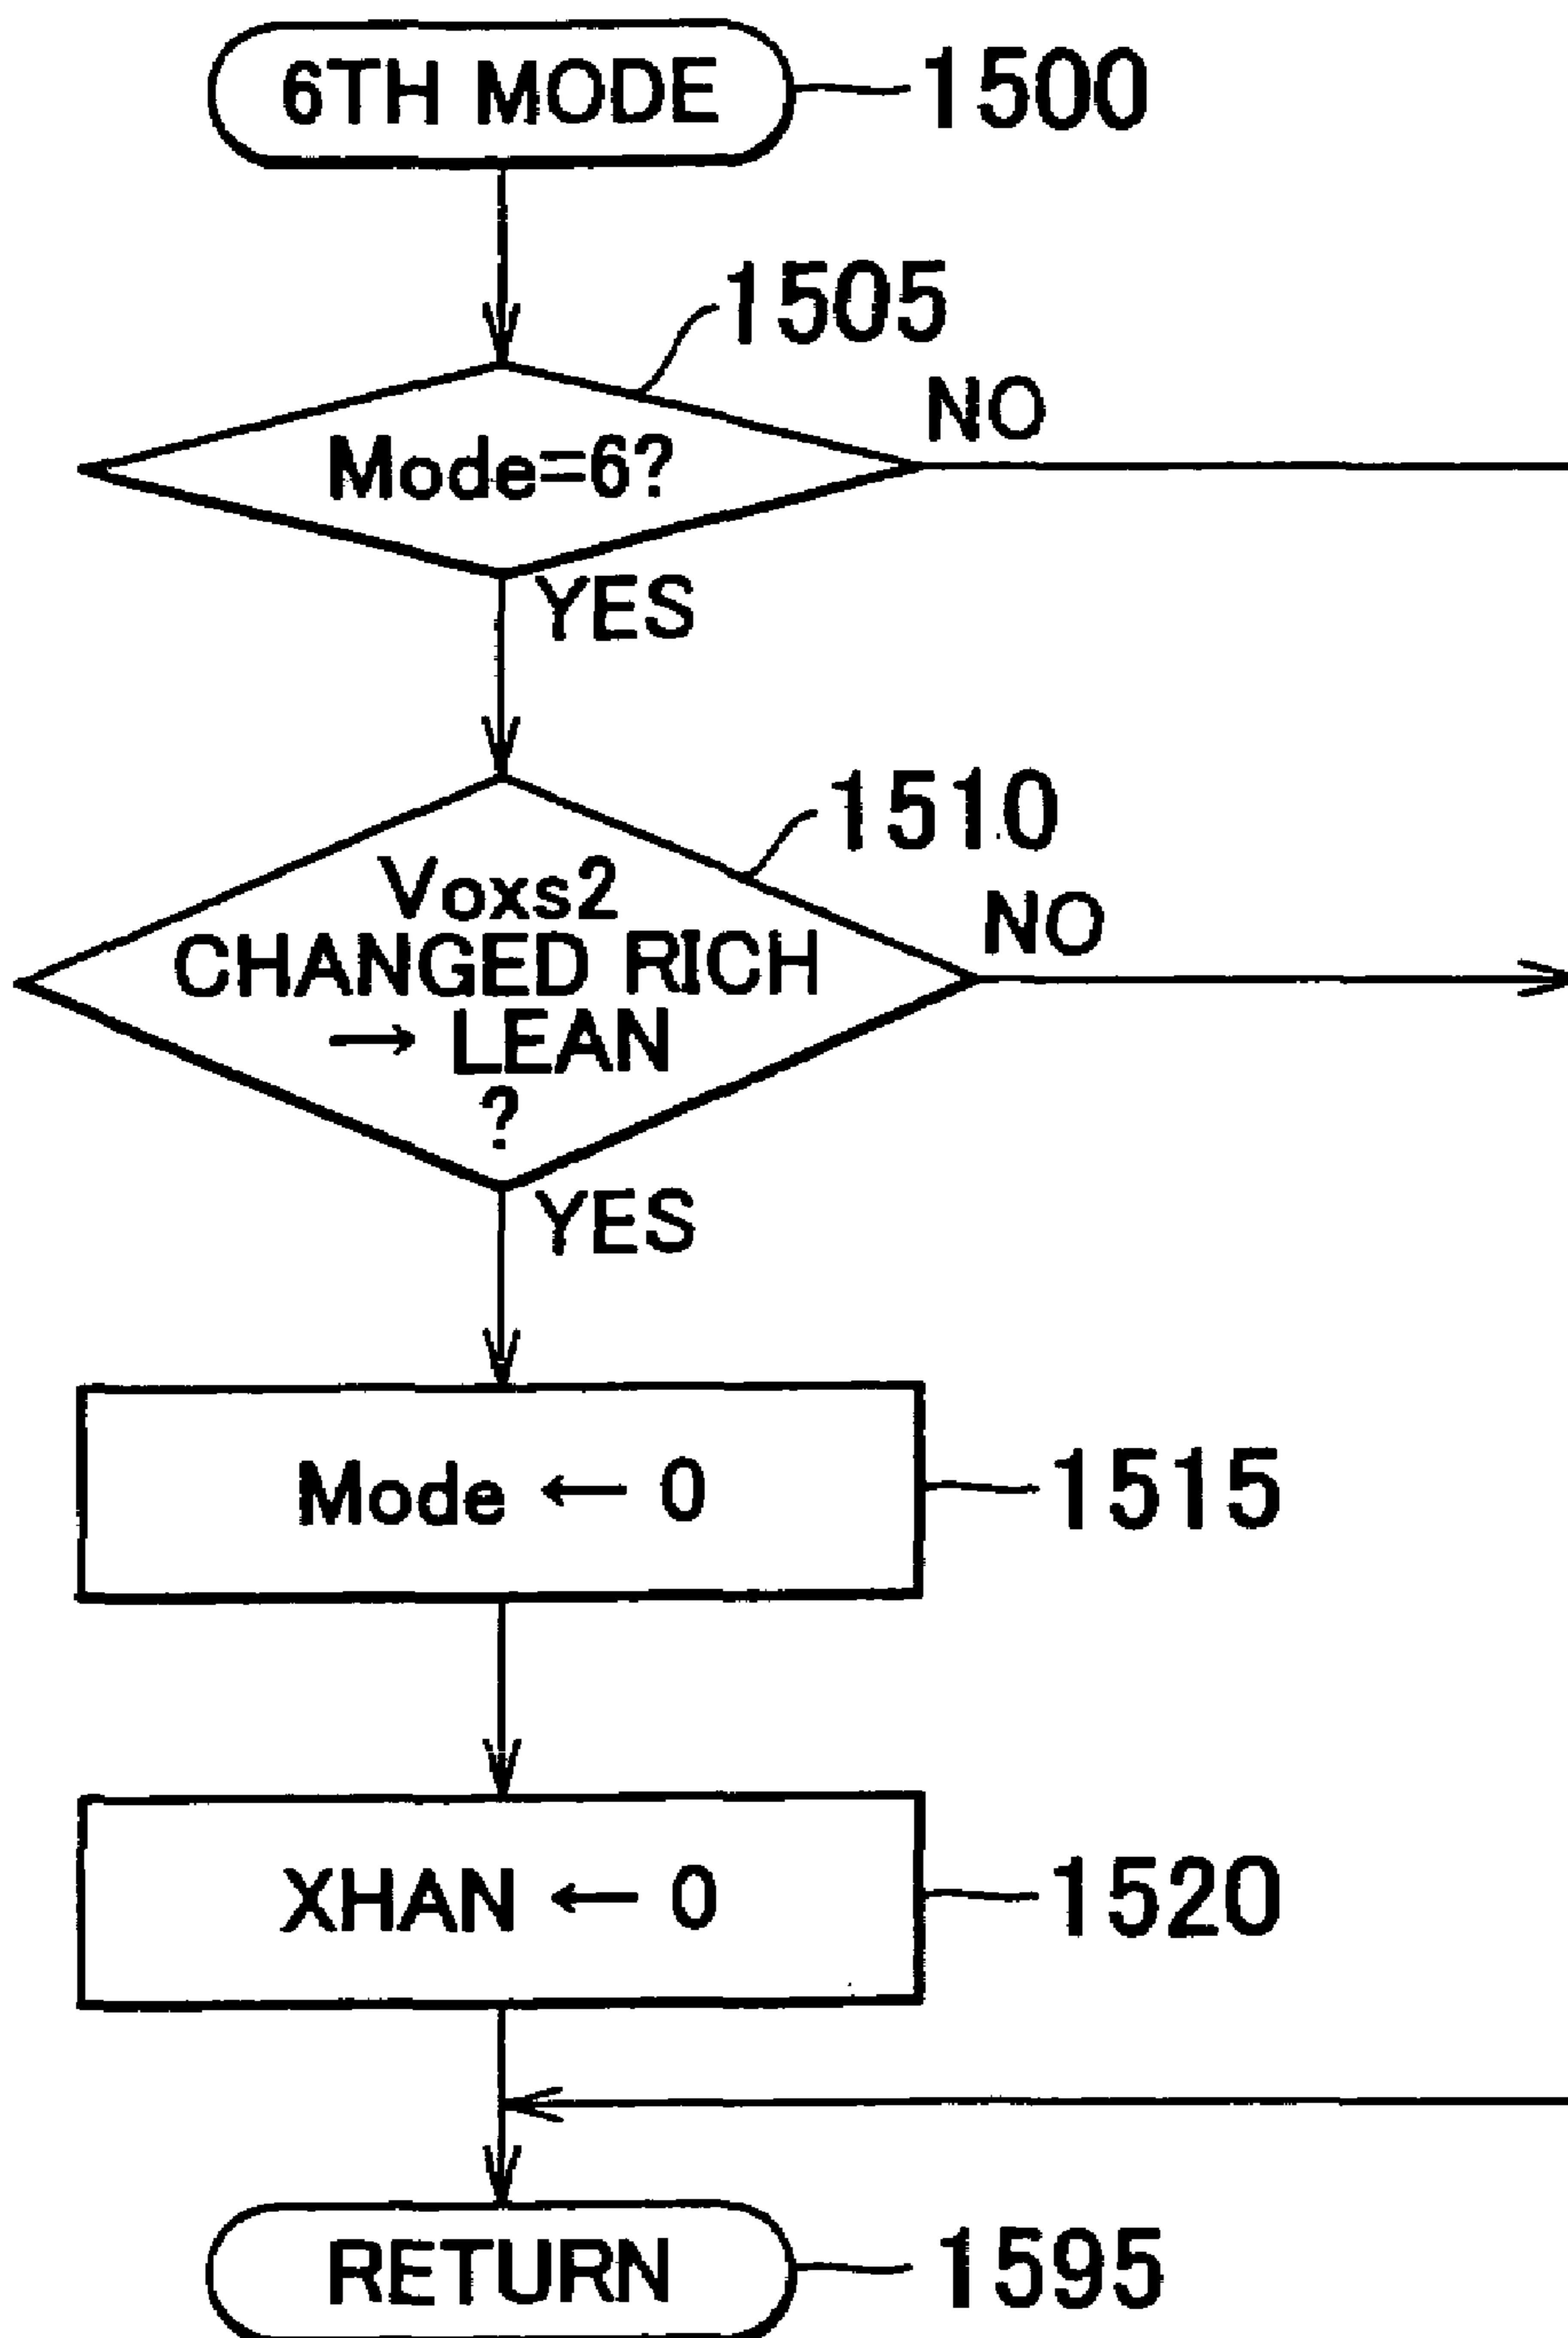 6TH MODE
1500
1505
Mode=6?
NO
YES
1510
Voxs2
CHANGED RICH
→ LEAN
?
NO
YES
Mode ← 0
1515
XHAN ← 0
1520
RETURN
1595